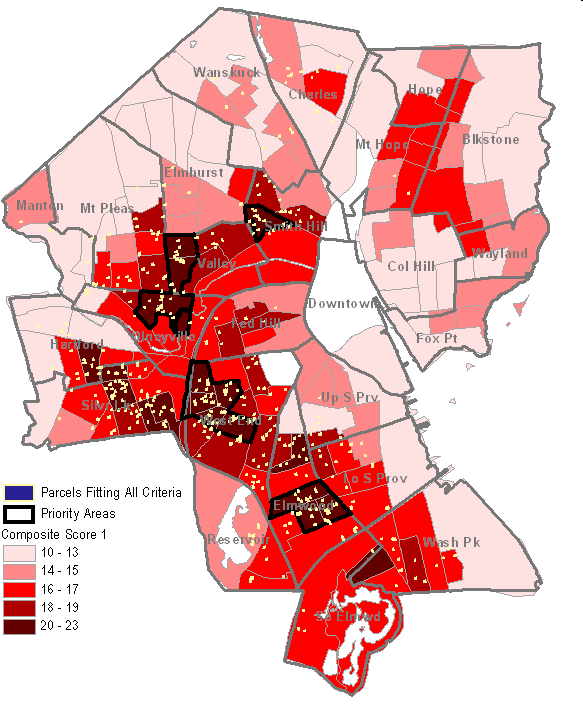 Wanskuck
Charles
Hope
Mt Hope
Blkstone
Elmhurst
Manton
Mt Pleas
Smith Hill
Valley
Col Hill
Wayland
Downtown
Fed Hill
Olneyville
Fox Pt
Hartford
Silvr Lk
West End
Up S Prv
Lo S Prov
Elmwood
Reservoir
Wash Pk
So Elmwd
Parcels Fitting All Criteria
Priority Areas
Composite Score 1
10 - 13
14 - 15
16 - 17
18 - 19
20 - 23